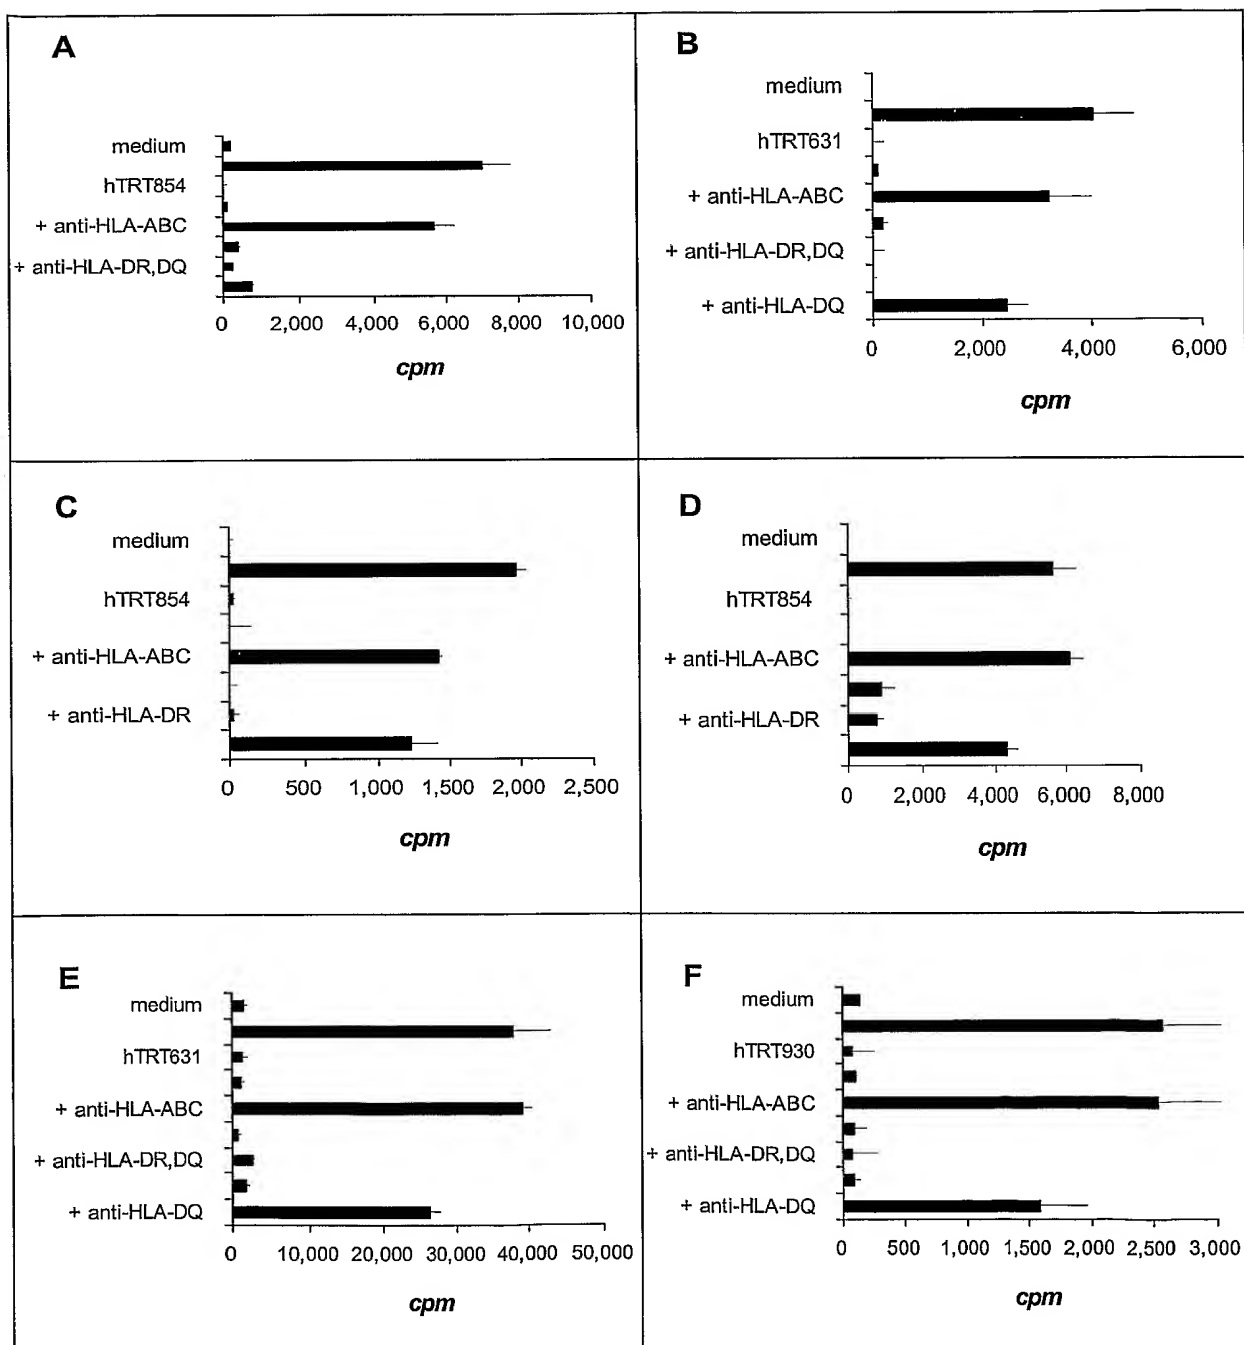 A
medium
hTRT854
+ anti-HLA-ABC
+ anti-HLA-DR,DQ
0 2,000 4,000 6,000 8,000 10,000
cpm
B
medium
hTRT631
+ anti-HLA-ABC
+ anti-HLA-DR,DQ
+ anti-HLA-DQ
0 2,000 4,000 6,000
cpm
C
medium
hTRT854
+ anti-HLA-ABC
+ anti-HLA-DR
0 500 1,000 1,500 2,000 2,500
cpm
D
medium
hTRT854
+ anti-HLA-ABC
+ anti-HLA-DR
0 2,000 4,000 6,000 8,000
cpm
E
medium
hTRT631
+ anti-HLA-ABC
+ anti-HLA-DR,DQ
+ anti-HLA-DQ
0 10,000 20,000 30,000 40,000 50,000
cpm
F
medium
hTRT930
+ anti-HLA-ABC
+ anti-HLA-DR,DQ
+ anti-HLA-DQ
0 500 1,000 1,500 2,000 2,500 3,000
cpm